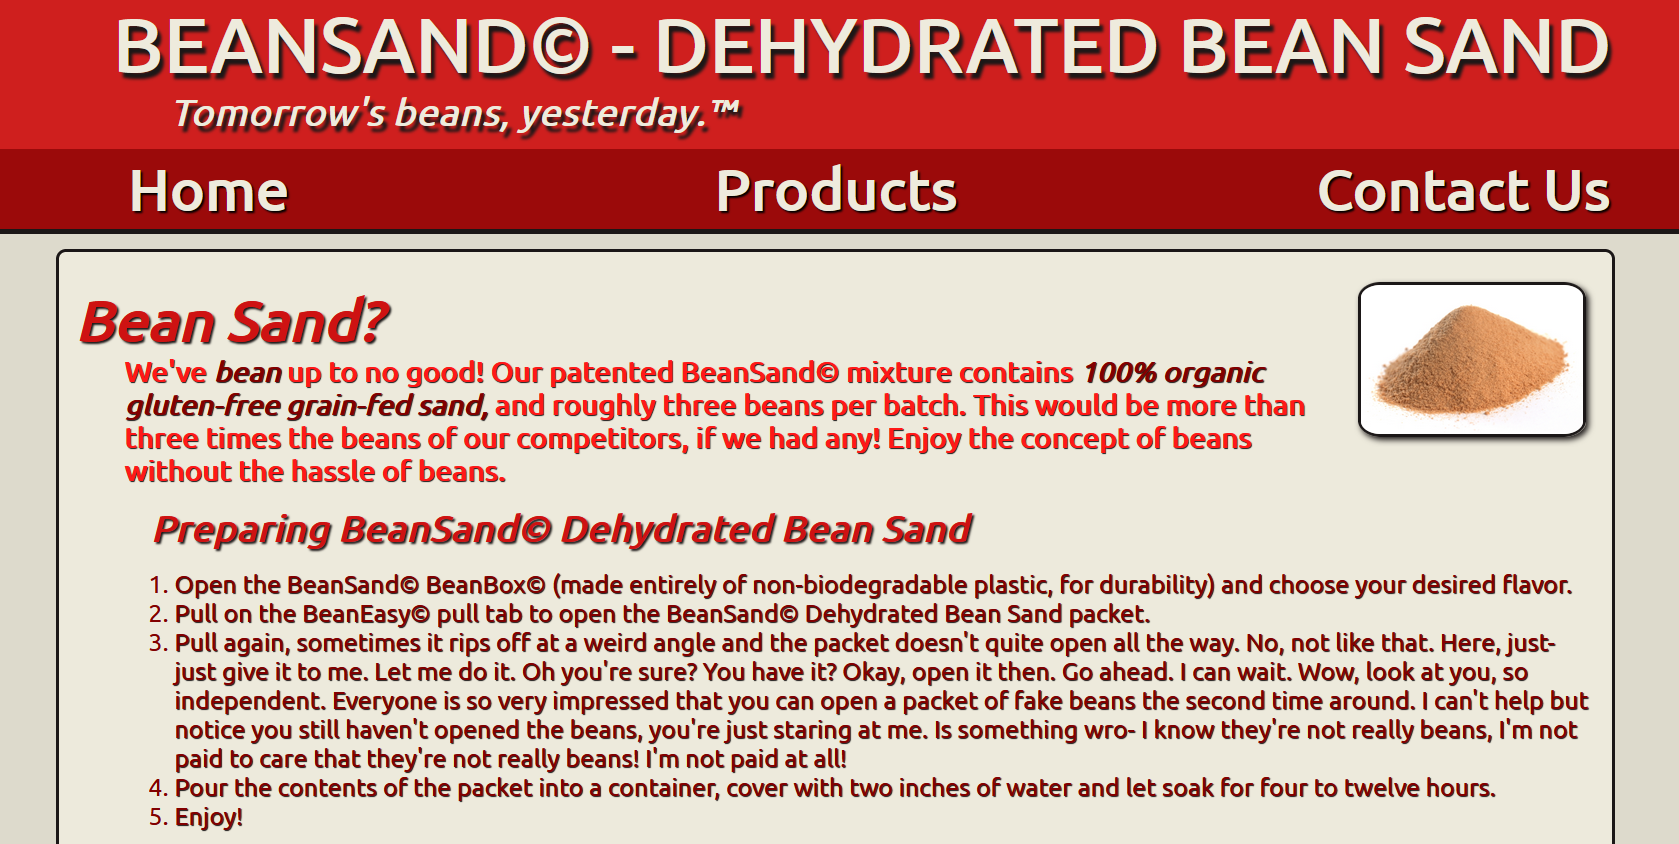 BEANSAND© - DEHYDRATED BEAN SAND
Tomorrow's beans, yesterday.™
Home
Products
Contact Us
Bean Sand?
We've bean up to no good! Our patented BeanSand© mixture contains 100% organic
gluten-free grain-fed sand, and roughly three beans per batch. This would be more than
three times the beans of our competitors, if we had any! Enjoy the concept of beans
without the hassle of beans.
Preparing BeanSand© Dehydrated Bean Sand
1. Open the BeanSand© BeanBox© (made entirely of non-biodegradable plastic, for durability) and choose your desired flavor.
2. Pull on the BeanEasy© pull tab to open the BeanSand© Dehydrated Bean Sand packet.
3. Pull again, sometimes it rips off at a weird angle and the packet doesn't quite open all the way. No, not like that. Here, just-
just give it to me. Let me do it. Oh you're sure? You have it? Okay, open it then. Go ahead. I can wait. Wow, look at you, so
independent. Everyone is so very impressed that you can open a packet of fake beans the second time around. I can't help but
notice you still haven't opened the beans, you're just staring at me. Is something wro- I know they're not really beans, I'm not
paid to care that they're not really beans! I'm not paid at all!
4. Pour the contents of the packet into a container, cover with two inches of water and let soak for four to twelve hours.
5. Enjoy!